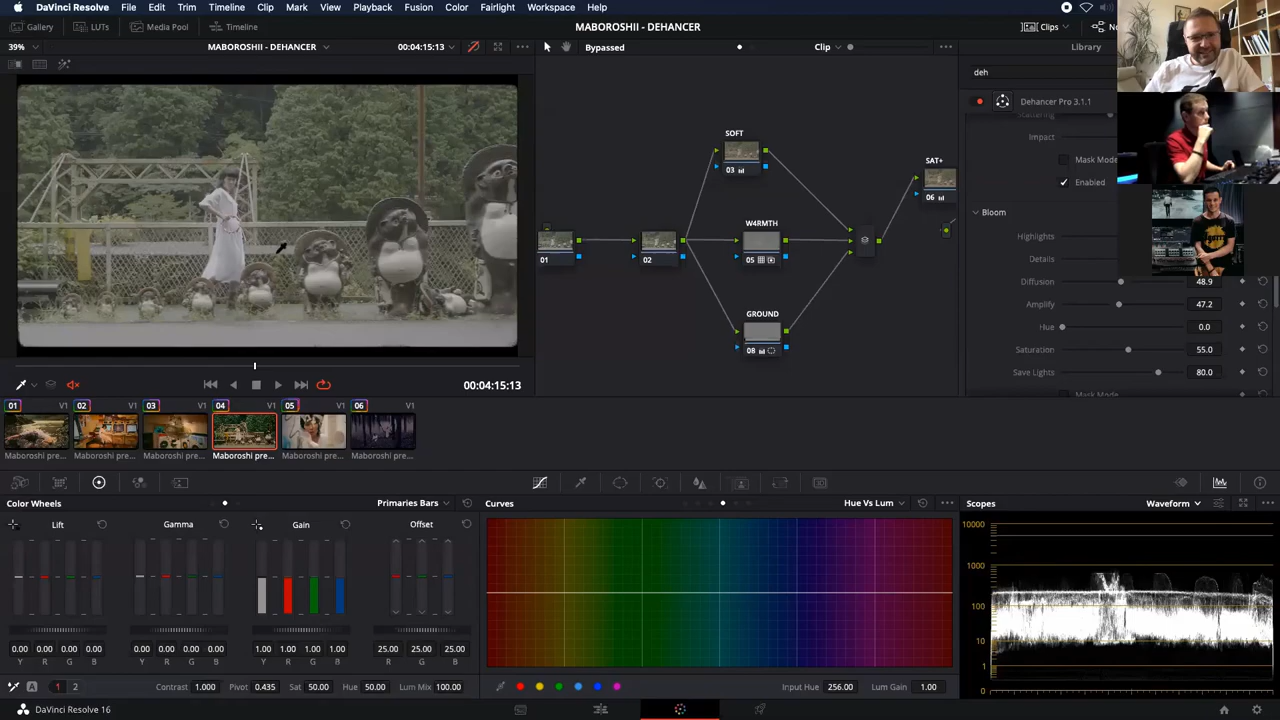 DaVinci Resolve File Edit Trim Timeline Clip Mark View Playback Fusion Color Fairlight Workspace Help
Gallery LUTs Media Pool Timeline MABOROSHII - DEHANCER Clips
39% MABOROSHII - DEHANCER 00:04:15:13 Bypassed Clip Library
deh
Dehancer Pro 3.1.1
Scattering
Impact
Mask Mode
Enabled
Bloom
Highlights
Details
Diffusion 48.9
Amplify 47.2
Hue 0.0
Saturation 55.0
Save Lights 80.0
SOFT
03
SAT+
06
W4RMTH
01 02 05
GROUND
08
00:04:15:13
01 V1 02 V1 03 V1 04 V1 05 V1 06 V1
Maboroshi pre... Maboroshi pre... Maboroshi pre... Maboroshi pre... Maboroshi pre... Maboroshi pre...
Color Wheels Primaries Bars Curves Hue Vs Lum Scopes Waveform
Lift Gamma Gain Offset
10000
1000
100
10
1
0
0.00 0.00 0.00 0.00 0.00 0.00 0.00 0.00 1.00 1.00 1.00 1.00 25.00 25.00 25.00
Y R G B Y R G B Y R G B R G B
A 1 2 Contrast 1.000 Pivot 0.435 Sat 50.00 Hue 50.00 Lum Mix 100.00 Input Hue 256.00 Lum Gain 1.00
DaVinci Resolve 16